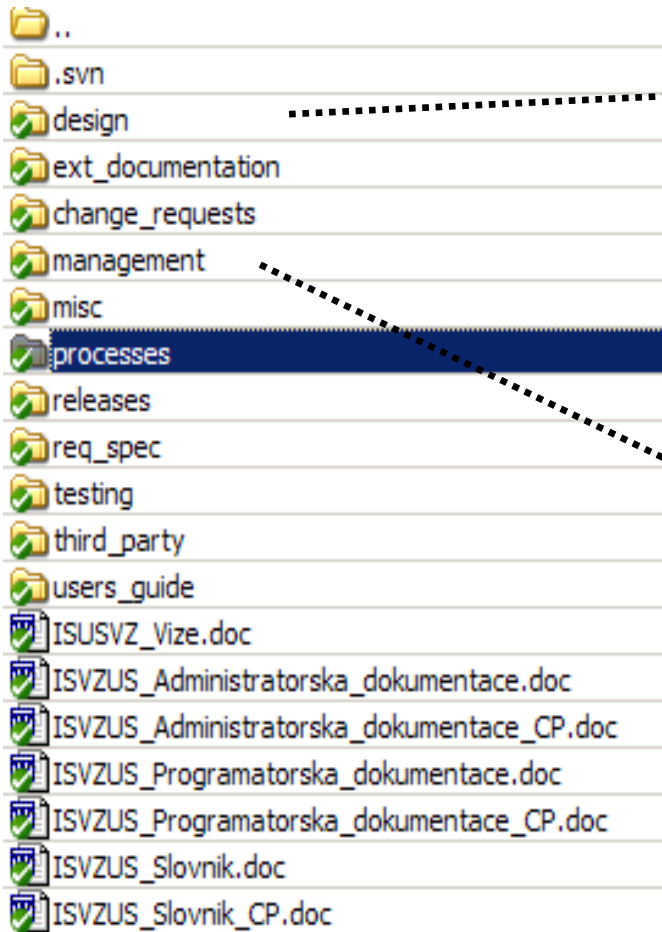 ..
.svn
design
ext_documentation
change_requests
management
misc
processes
releases
req_spec
testing
third_party
users_guide
ISUSVZ_Vize.doc
ISVZUS_Administratorska_dokumentace.doc
ISVZUS_Administratorska_dokumentace_CP.doc
ISVZUS_Programatorska_dokumentace.doc
ISVZUS_Programatorska_dokumentace_CP.doc
ISVZUS_Slovnik.doc
ISVZUS_Slovnik_CP.doc